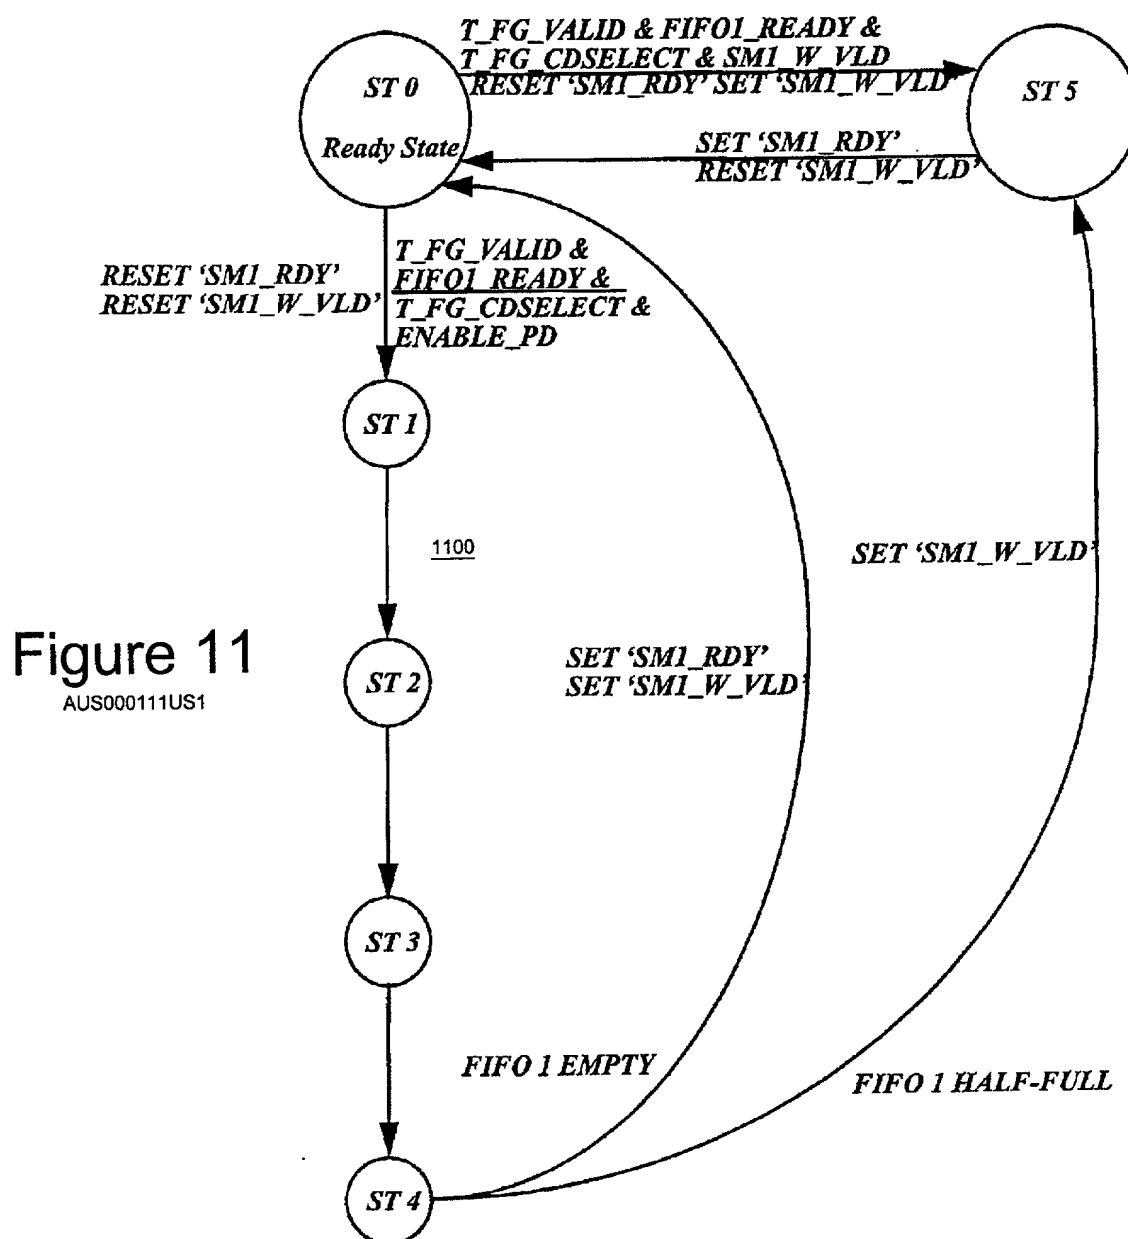 T_FG_VALID & FIFO1_READY &
T_FG_CDSELECT & SM1_W_VLD
RESET ‘SM1_RDY’ SET ‘SM1_W_VLD’
ST 0
Ready State
ST 5
SET ‘SM1_RDY’
RESET ‘SM1_W_VLD’
RESET ‘SM1_RDY’
RESET ‘SM1_W_VLD’
T_FG_VALID &
FIFO1_READY &
T_FG_CDSELECT &
ENABLE_PD
ST 1
1100
SET ‘SM1_W_VLD’
Figure 11
AUS000111US1
ST 2
SET ‘SM1_RDY’
SET ‘SM1_W_VLD’
ST 3
FIFO 1 EMPTY
FIFO 1 HALF-FULL
ST 4